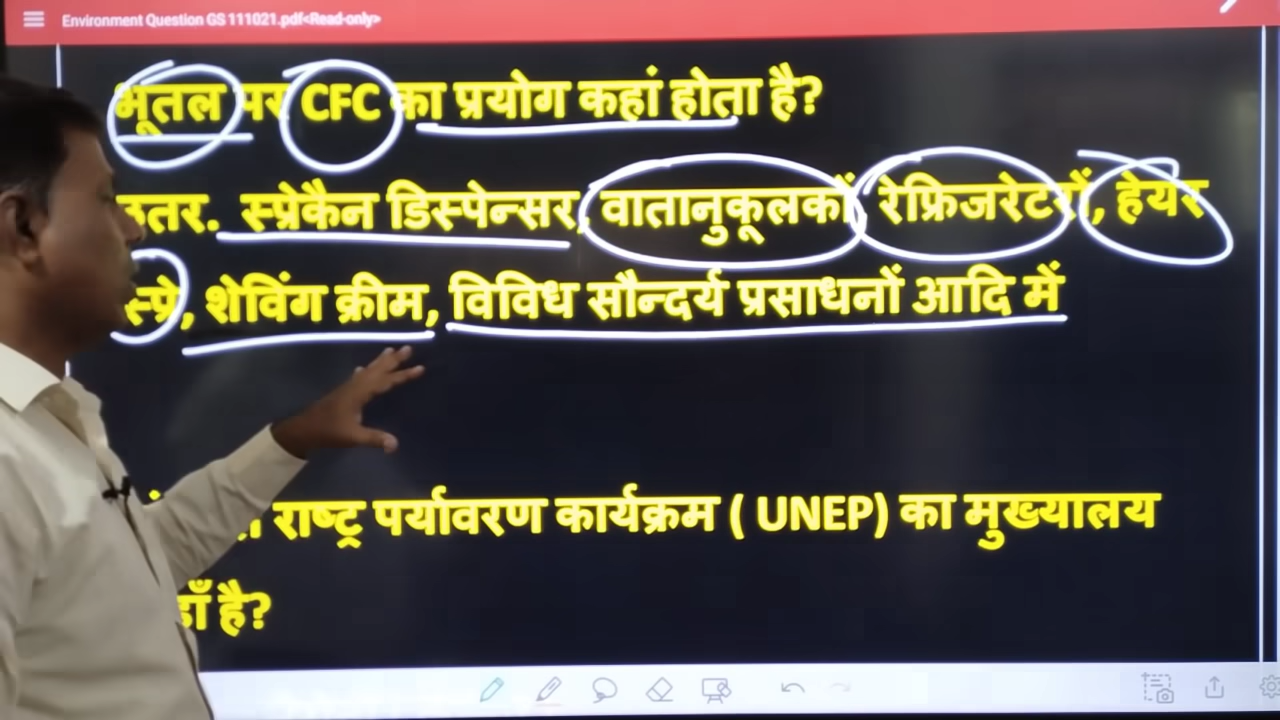 Environment Question GS 111021.pdf<Read-only>
भूतल पर CFC का प्रयोग कहां होता है?
उतर. स्प्रेकैन डिस्पेन्सर, वातानुकूलकों, रेफ्रिजरेटरों, हेयर
स्प्रे, शेविंग क्रीम, विविध सौन्दर्य प्रसाधनों आदि में
राष्ट्र पर्यावरण कार्यक्रम ( UNEP) का मुख्यालय
है?